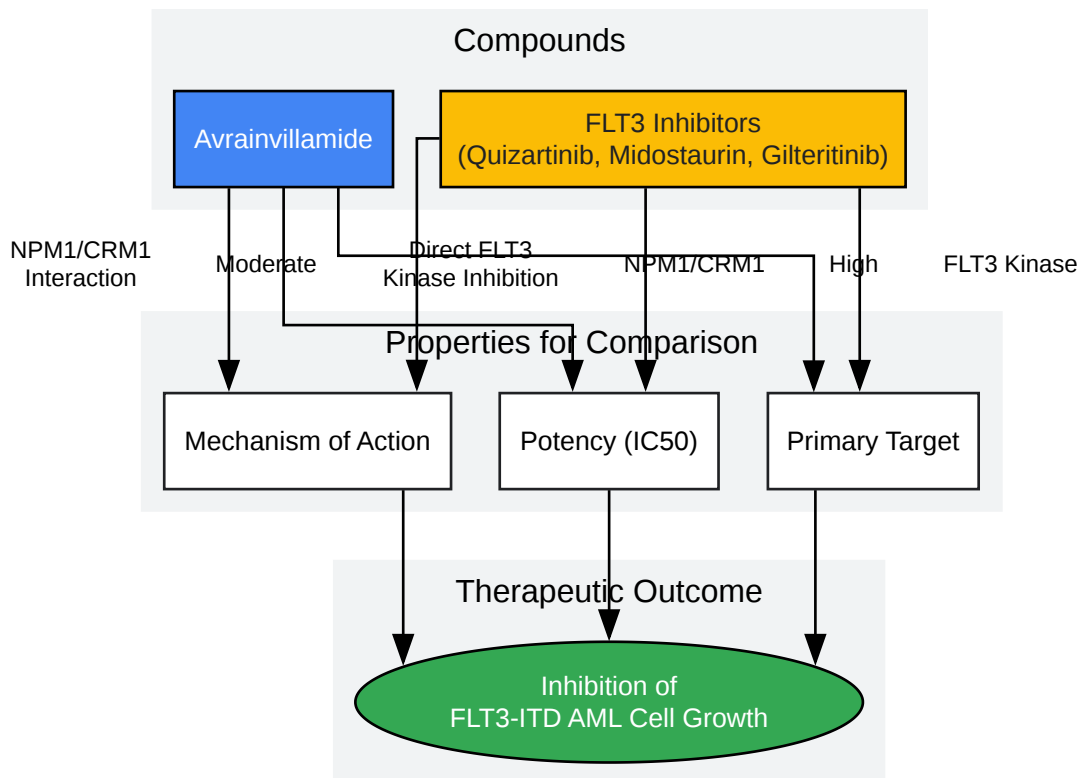 Compounds
Avrainvillamide
FLT3 Inhibitors
(Quizartinib, Midostaurin, Gilteritinib)
NPM1/CRM1
Interaction
Moderate
Direct FLT3
Kinase Inhibition
NPM1/CRM1
High
FLT3 Kinase
Properties for Comparison
Mechanism of Action
Potency (IC50)
Primary Target
Therapeutic Outcome
Inhibition of
FLT3-ITD AML Cell Growth